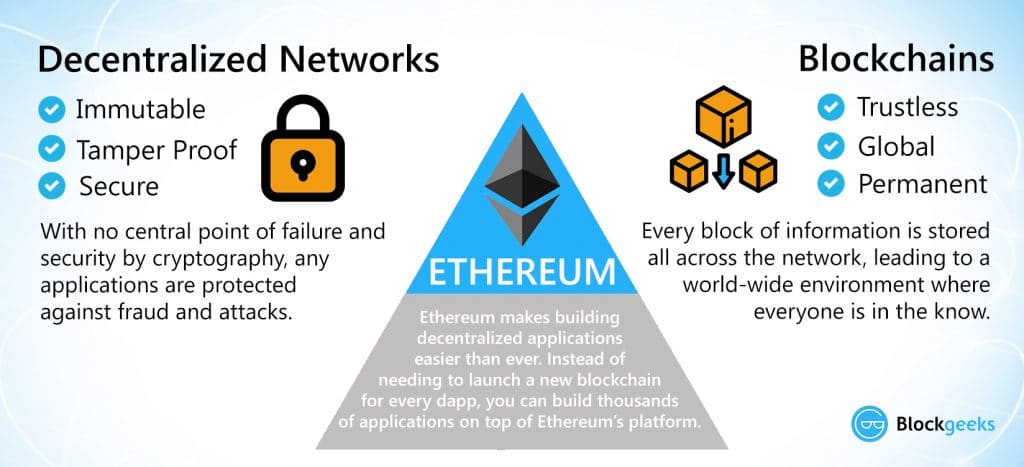 Decentralized Networks
Immutable
Tamper Proof
Secure
With no central point of failure and
security by cryptography, any
applications are protected
against fraud and attacks.
ETHEREUM
Ethereum makes building
decentralized applications
easier than ever. Instead of
needing to launch a new blockchain
for every dapp, you can build thousands
of applications on top of Ethereum's platform.
Blockchains
i
Trustless
Global
Permanent
Every block of information is stored
all across the network, leading to a
world-wide environment where
everyone is in the know.
Blockgeeks